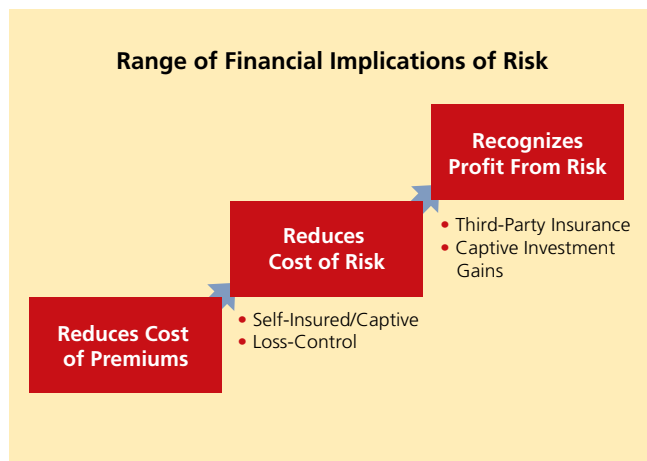 Range of Financial Implications of Risk
Recognizes
Profit From Risk
• Third-Party Insurance
• Captive Investment
Gains
Reduces
Cost of Risk
• Self-Insured/Captive
• Loss-Control
Reduces Cost
of Premiums